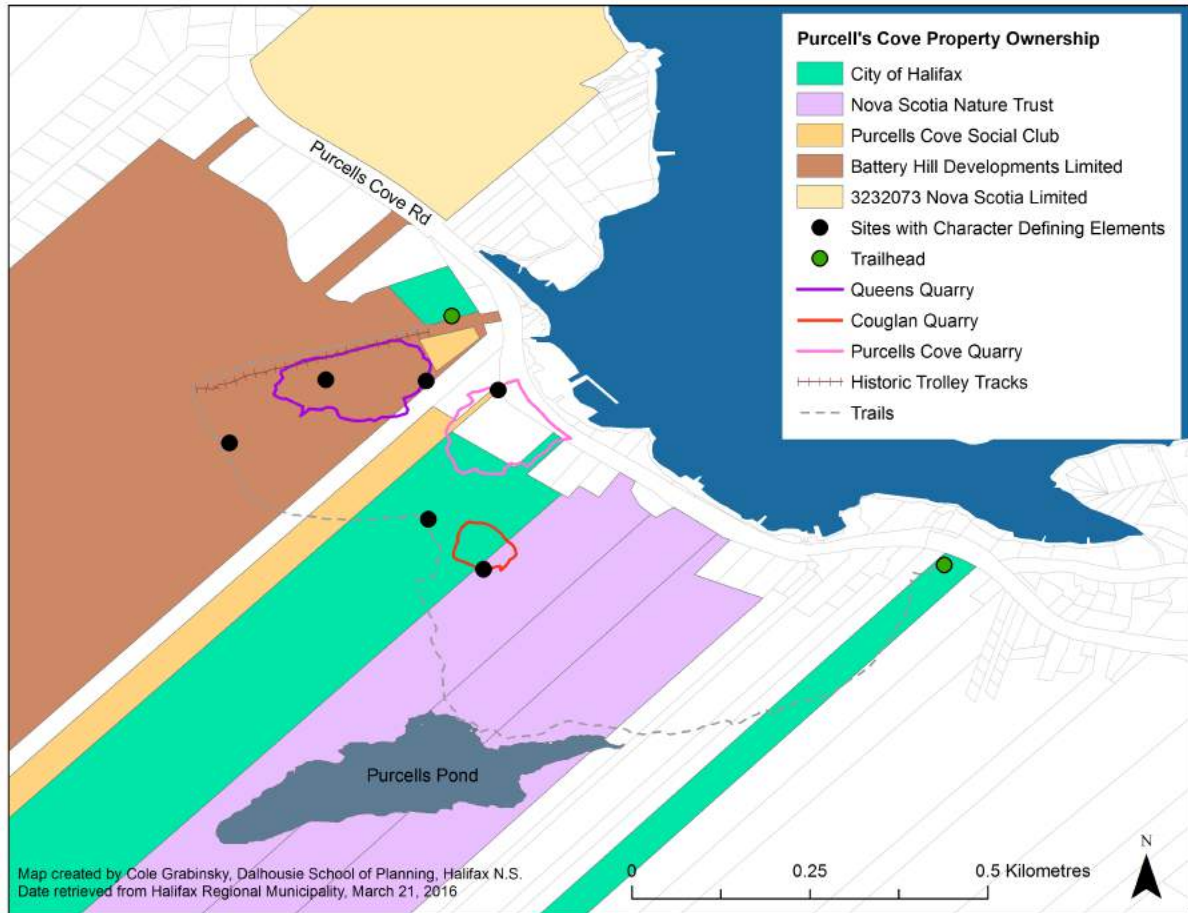 Purcell's Cove Property Ownership
City of Halifax
Nova Scotia Nature Trust
Purcells Cove Social Club
Battery Hill Developments Limited
3232073 Nova Scotia Limited
Sites with Character Defining Elements
Trailhead
Queens Quarry
Couglan Quarry
Purcells Cove Quarry
Historic Trolley Tracks
Trails
Purcells Cove Rd
Purcells Pond
Map created by Cole Grabinsky, Dalhousie School of Planning, Halifax N.S.
Date retrieved from Halifax Regional Municipality, March 21, 2016
0 0.25 0.5 Kilometres
N